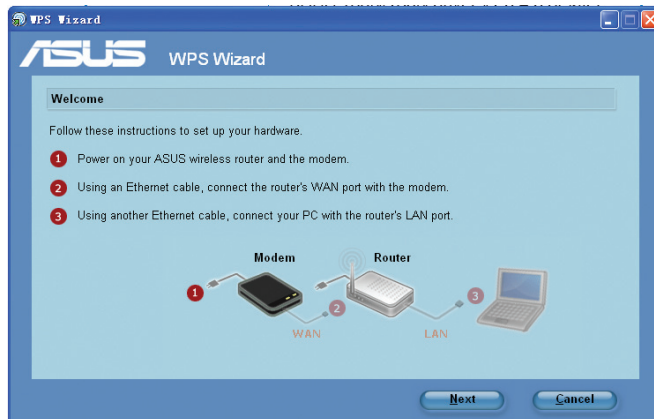 WPS Wizard
ASUS WPS Wizard
Welcome
Follow these instructions to set up your hardware.
1 Power on your ASUS wireless router and the modem.
2 Using an Ethernet cable, connect the router's WAN port with the modem.
3 Using another Ethernet cable, connect your PC with the router's LAN port.
Modem Router
1 2 3
WAN LAN
Next Cancel